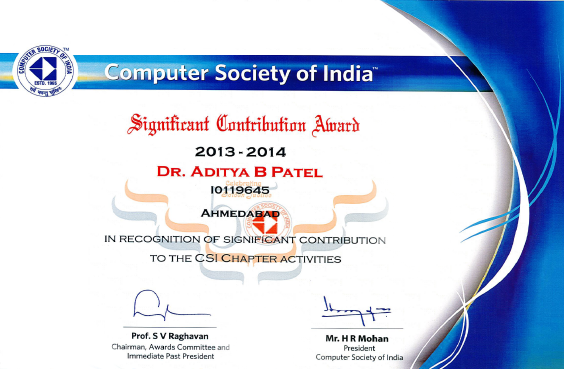 COMPUTER SOCIETY OF INDIA
ESTD. 1965
Computer Society of India™
Significant Contribution Award
2013 - 2014
DR. ADITYA B PATEL
I0119645
AHMEDABAD
IN RECOGNITION OF SIGNIFICANT CONTRIBUTION
TO THE CSI CHAPTER ACTIVITIES
Prof. S V Raghavan
Chairman, Awards Committee and
Immediate Past President
Mr. H R Mohan
President
Computer Society of India